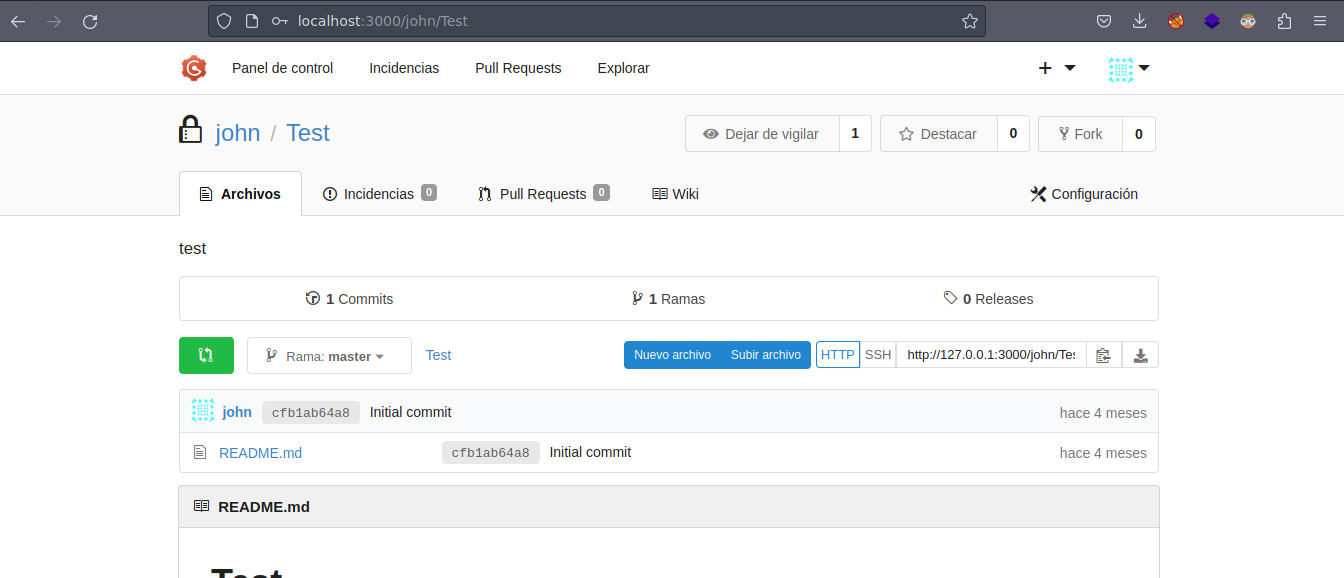 localhost:3000/john/Test
Panel de control Incidencias Pull Requests Explorar
john / Test Dejar de vigilar 1 Destacar 0 Fork 0
Archivos Incidencias 0 Pull Requests 0 Wiki Configuración
test
1 Commits 1 Ramas 0 Releases
Rama: master Test Nuevo archivo Subir archivo HTTP SSH http://127.0.0.1:3000/john/Tes
john cfb1ab64a8 Initial commit hace 4 meses
README.md cfb1ab64a8 Initial commit hace 4 meses
README.md
Test